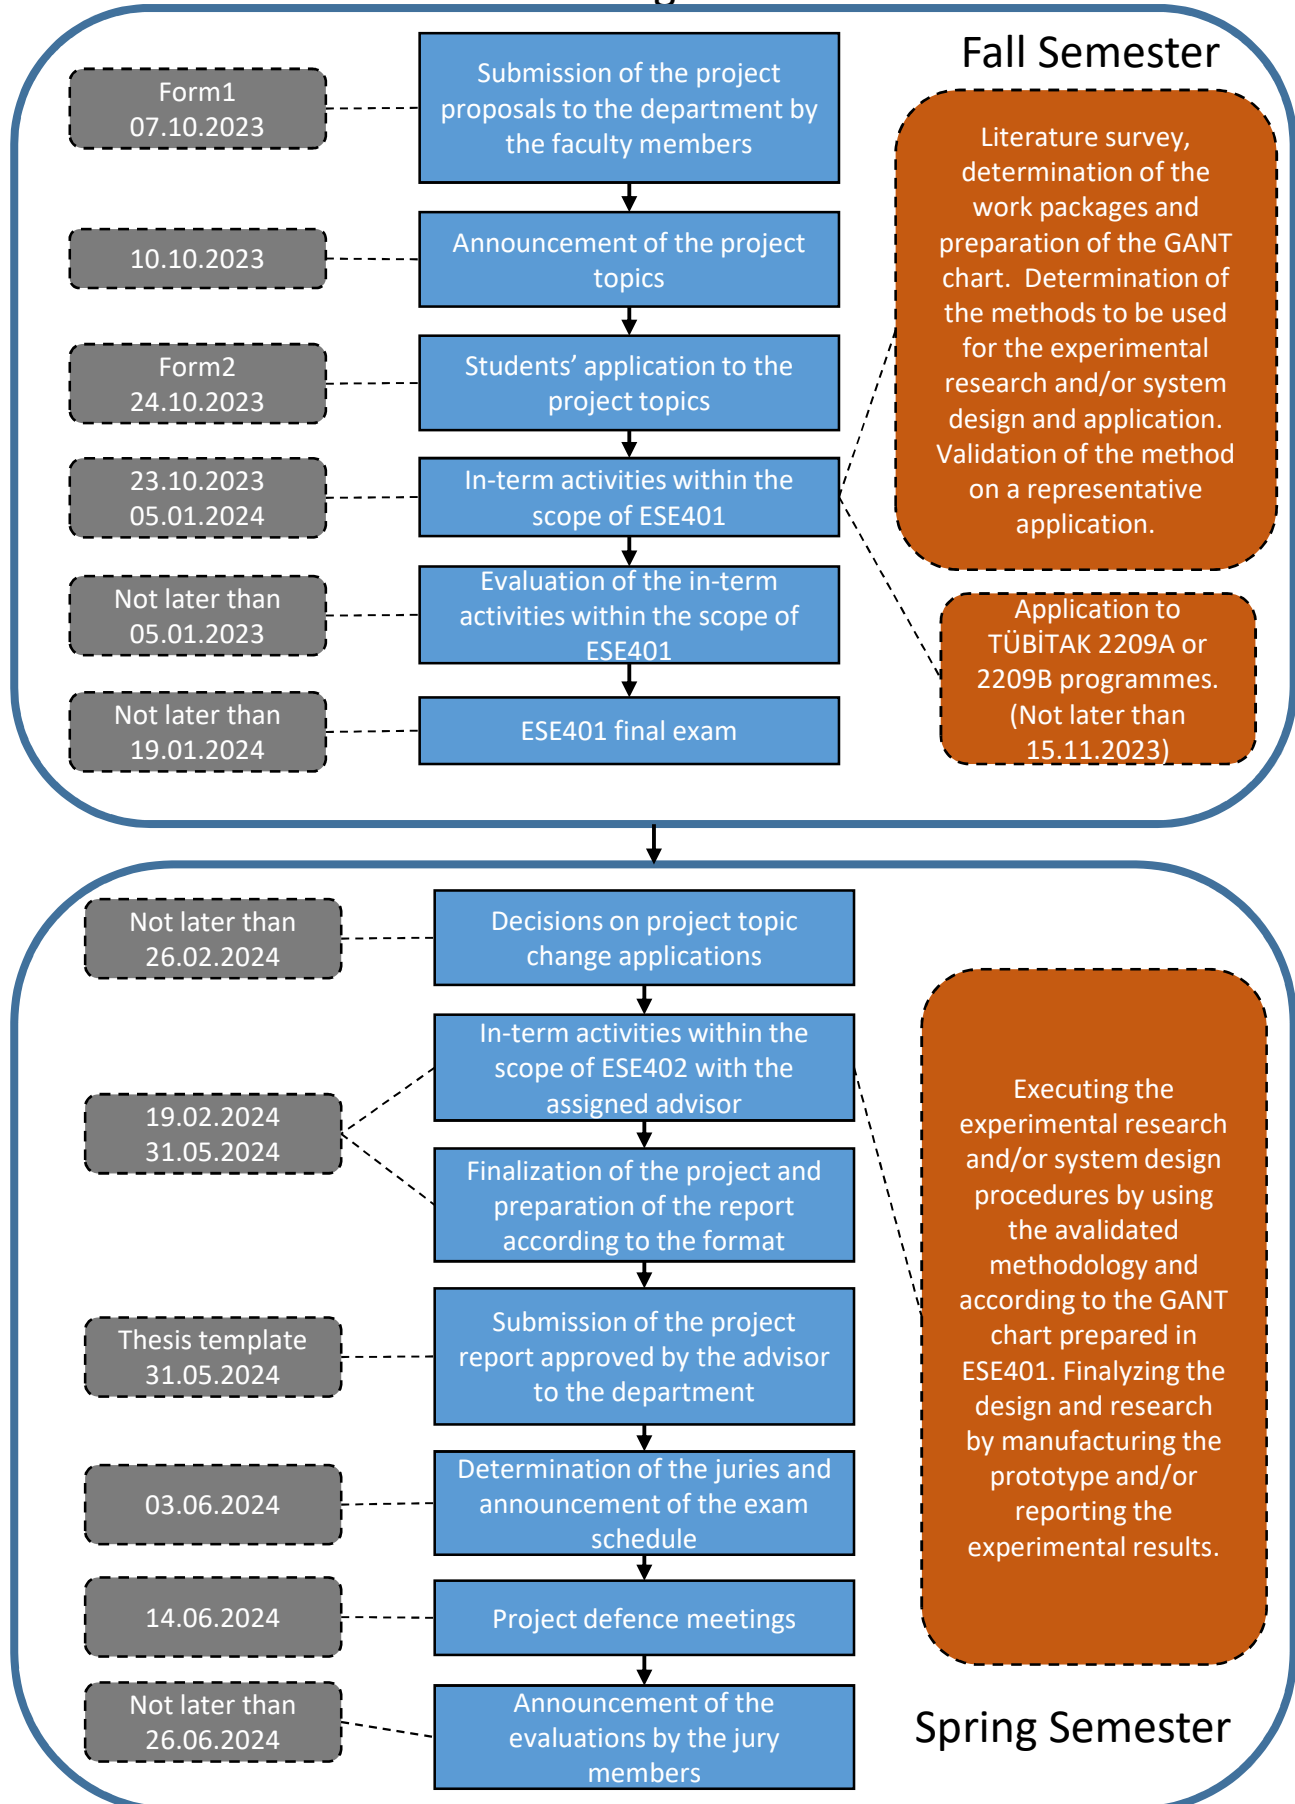 Fall Semester
Form1
07.10.2023
Submission of the project
proposals to the department by
the faculty members
10.10.2023
Announcement of the project
topics
Form2
24.10.2023
Students’ application to the
project topics
23.10.2023
05.01.2024
In-term activities within the
scope of ESE401
Not later than
05.01.2023
Evaluation of the in-term
activities within the scope of
ESE401
Not later than
19.01.2024
ESE401 final exam
Literature survey,
determination of the
work packages and
preparation of the GANT
chart.  Determination of
the methods to be used
for the experimental
research and/or system
design and application.
Validation of the method
on a representative
application.
Application to
TÜBİTAK 2209A or
2209B programmes.
(Not later than
15.11.2023)
Not later than
26.02.2024
Decisions on project topic
change applications
19.02.2024
31.05.2024
In-term activities within the
scope of ESE402 with the
assigned advisor
Finalization of the project and
preparation of the report
according to the format
Thesis template
31.05.2024
Submission of the project
report approved by the advisor
to the department
03.06.2024
Determination of the juries and
announcement of the exam
schedule
14.06.2024
Project defence meetings
Not later than
26.06.2024
Announcement of the
evaluations by the jury
members
Executing the
experimental research
and/or system design
procedures by using
the avalidated
methodology and
according to the GANT
chart prepared in
ESE401. Finalyzing the
design and research
by manufacturing the
prototype and/or
reporting the
experimental results.
Spring Semester